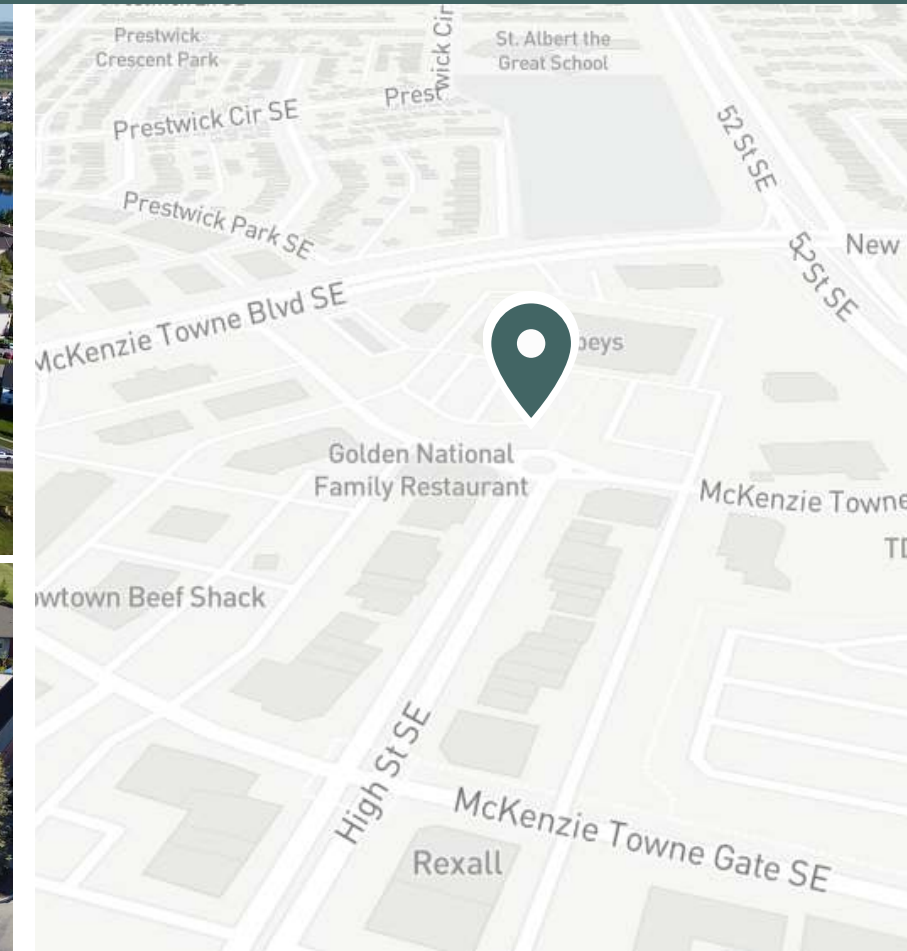 Prestwick
Crescent Park
St. Albert the
Great School
Prestwick Cir SE
52 St SE
Prestwick Park SE
52 St SE
New
McKenzie Towne Blvd SE
Golden National
Family Restaurant
McKenzie Towne
Beef Shack
High St SE
McKenzie Towne Gate SE
Rexall